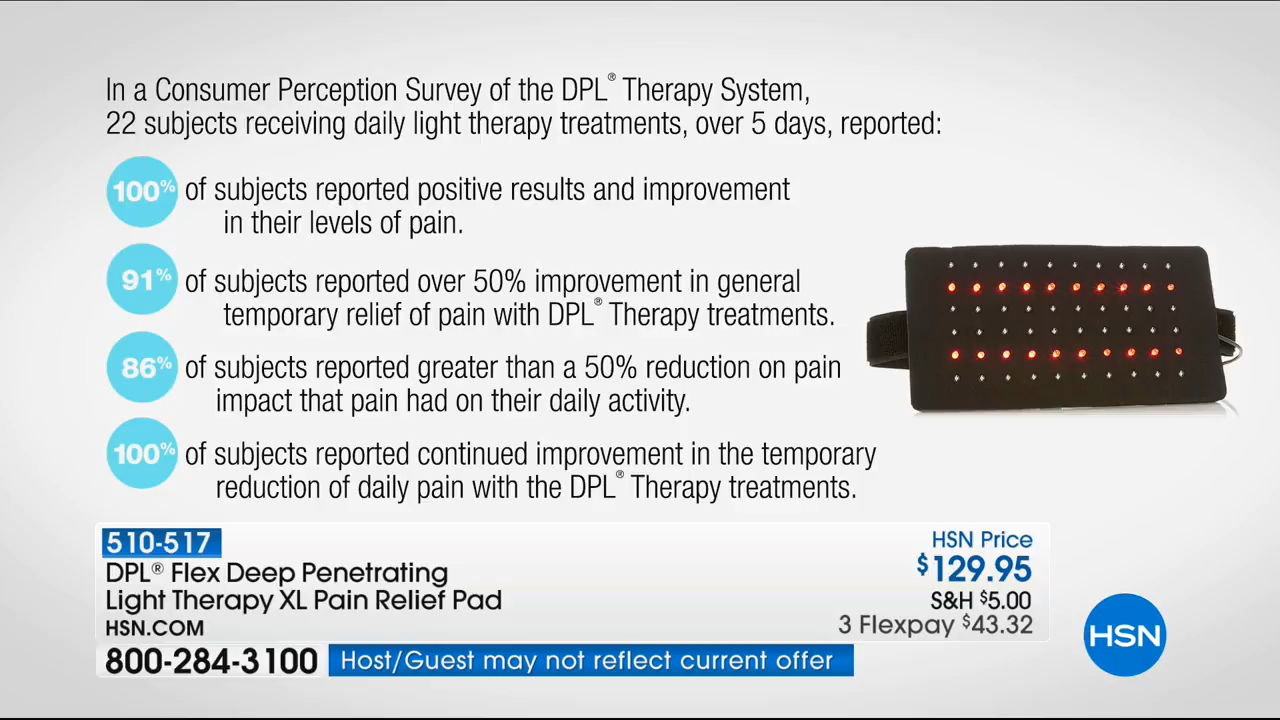 In a Consumer Perception Survey of the DPL® Therapy System,
22 subjects receiving daily light therapy treatments, over 5 days, reported:
100% of subjects reported positive results and improvement
in their levels of pain.
91% of subjects reported over 50% improvement in general
temporary relief of pain with DPL® Therapy treatments.
86% of subjects reported greater than a 50% reduction on pain
impact that pain had on their daily activity.
100% of subjects reported continued improvement in the temporary
reduction of daily pain with the DPL® Therapy treatments.
510-517
DPL® Flex Deep Penetrating
Light Therapy XL Pain Relief Pad
HSN.COM
HSN Price
$129.95
S&H $5.00
3 Flexpay $43.32
800-284-3100
Host/Guest may not reflect current offer
HSN